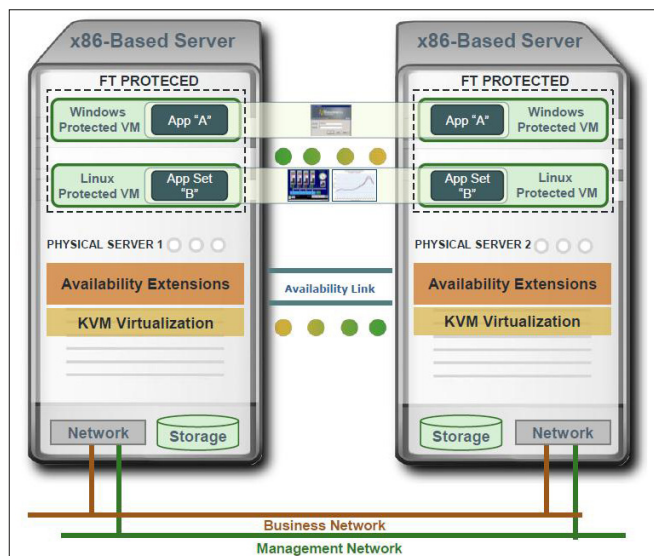 x86-Based Server
FT PROTECED
Windows
Protected VM
App "A"
Linux
Protected VM
App Set
"B"
PHYSICAL SERVER 1
Availability Extensions
KVM Virtualization
Network
Storage
Availability Link
x86-Based Server
FT PROTECTED
App "A"
Windows
Protected VM
App Set
"B"
Linux
Protected VM
PHYSICAL SERVER 2
Availability Extensions
KVM Virtualization
Storage
Network
Business Network
Management Network